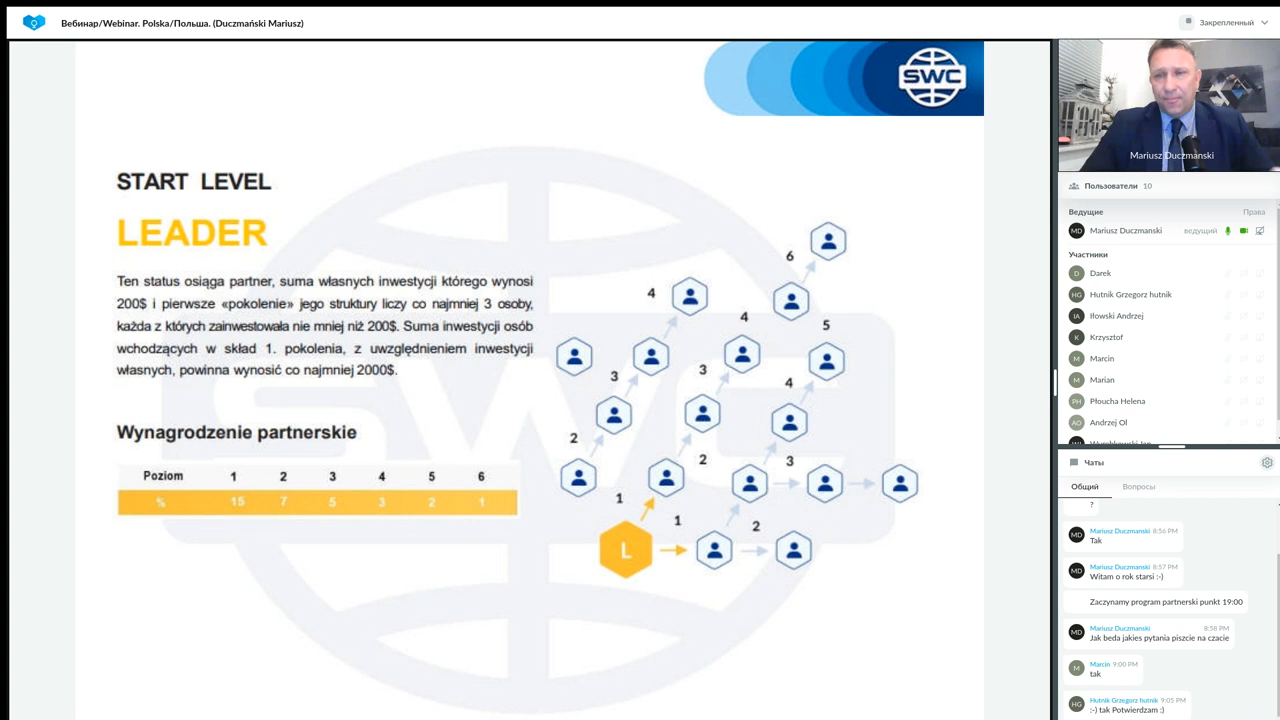 Вебинар/Webinar. Polska/Польша. (Duczmański Mariusz)
Закрепленный
SWC
START LEVEL
LEADER
Ten status osiąga partner, suma własnych inwestycji którego wynosi
200$ i pierwsze «pokolenie» jego struktury liczy co najmniej 3 osoby,
każda z których zainwestowała nie mniej niż 200$. Suma inwestycji osób
wchodzących w skład 1. pokolenia, z uwzględnieniem inwestycji
własnych, powinna wynosić co najmniej 2000$.
Wynagrodzenie partnerskie
Poziom 1 2 3 4 5 6
% 15 7 5 3 2 1
6
4
4
5
3
3
4
2
2
3
1
1
2
L
Mariusz Duczmanski
Пользователи 10
Ведущие Права
MD Mariusz Duczmanski ведущий
Участники
D Darek
HG Hutnik Grzegorz hutnik
IA Iłowski Andrzej
K Krzysztof
M Marcin
M Marian
PH Płoucha Helena
AO Andrzej Ol
Чаты
Общий Вопросы
?
MD Mariusz Duczmanski 8:56 PM
Tak
MD Mariusz Duczmanski 8:57 PM
Witam o rok starsi :-)
Zaczynamy program partnerski punkt 19:00
MD Mariusz Duczmanski 8:58 PM
Jak beda jakies pytania piszcie na czacie
M Marcin 9:00 PM
tak
HG Hutnik Grzegorz hutnik 9:05 PM
:-) tak Potwierdzam :)